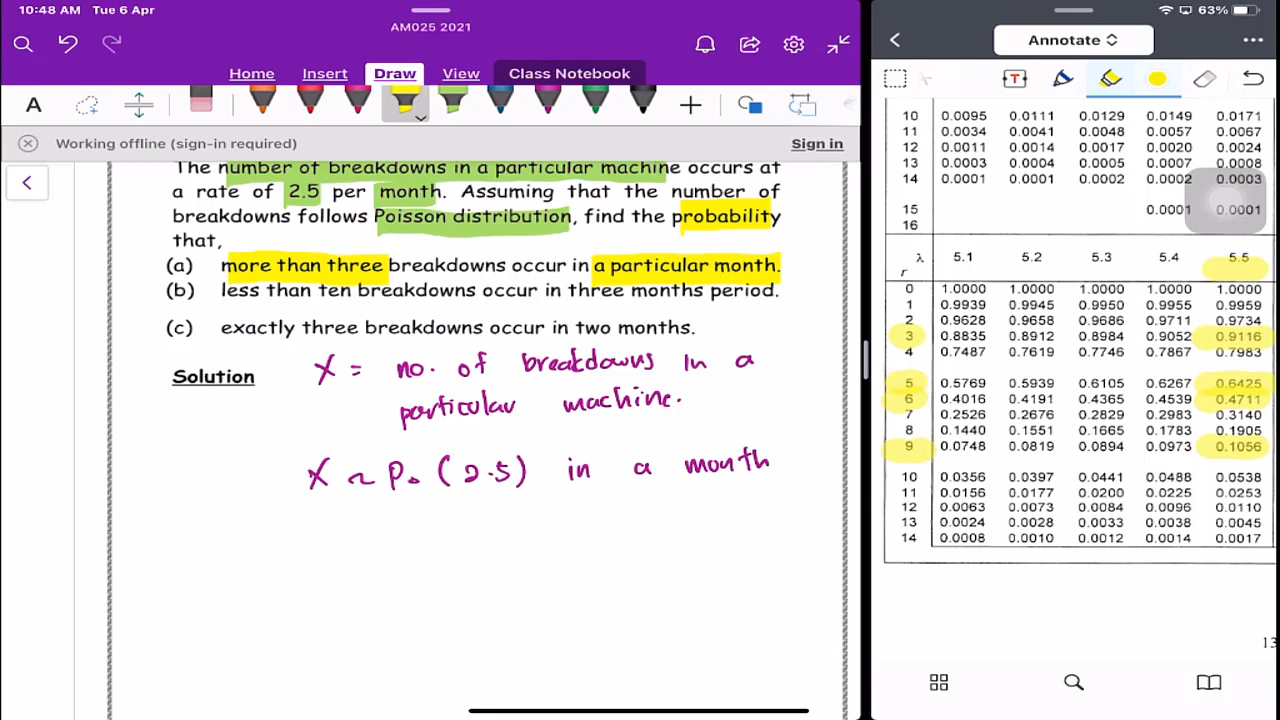 10:48 AM Tue 6 Apr
AM025 2021
Home Insert Draw View Class Notebook
A
Working offline (sign-in required) Sign in
The number of breakdowns in a particular machine occurs at
a rate of 2.5 per month. Assuming that the number of
breakdowns follows Poisson distribution, find the probability
that,
(a) more than three breakdowns occur in a particular month.
(b) less than ten breakdowns occur in three months period.
(c) exactly three breakdowns occur in two months.
Solution
X = no. of breakdowns in a
particular machine.
X ~ Po (2.5) in a month
63%
Annotate
T
10 0.0095 0.0111 0.0129 0.0149 0.0171
11 0.0034 0.0041 0.0048 0.0057 0.0067
12 0.0011 0.0014 0.0017 0.0020 0.0024
13 0.0003 0.0004 0.0005 0.0007 0.0008
14 0.0001 0.0001 0.0002 0.0002 0.0003
15 0.0001 0.0001
16
λ 5.1 5.2 5.3 5.4 5.5
r
0 1.0000 1.0000 1.0000 1.0000 1.0000
1 0.9939 0.9945 0.9950 0.9955 0.9959
2 0.9628 0.9658 0.9686 0.9711 0.9734
3 0.8835 0.8912 0.8984 0.9052 0.9116
4 0.7487 0.7619 0.7746 0.7867 0.7983
5 0.5769 0.5939 0.6105 0.6267 0.6425
6 0.4016 0.4191 0.4365 0.4539 0.4711
7 0.2526 0.2676 0.2829 0.2983 0.3140
8 0.1440 0.1551 0.1665 0.1783 0.1905
9 0.0748 0.0819 0.0894 0.0973 0.1056
10 0.0356 0.0397 0.0441 0.0488 0.0538
11 0.0156 0.0177 0.0200 0.0225 0.0253
12 0.0063 0.0073 0.0084 0.0096 0.0110
13 0.0024 0.0028 0.0033 0.0038 0.0045
14 0.0008 0.0010 0.0012 0.0014 0.0017
13